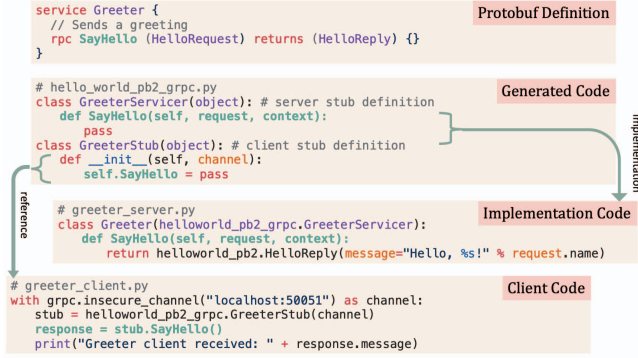 service Greeter {
Protobuf Definition
// Sends a greeting
rpc SayHello (HelloRequest) returns (HelloReply) {}
}
# hello_world_pb2_grpc.py
Generated Code
class GreeterServicer(object): # server stub definition
def SayHello(self, request, context):
pass
class GreeterStub(object): # client stub definition
def __init__(self, channel):
self.SayHello = pass
implementation
reference
# greeter_server.py
Implementation Code
class Greeter(helloworld_pb2_grpc.GreeterServicer):
def SayHello(self, request, context):
return helloworld_pb2.HelloReply(message="Hello, %s!" % request.name)
# greeter_client.py
Client Code
with grpc.insecure_channel("localhost:50051") as channel:
stub = helloworld_pb2_grpc.GreeterStub(channel)
response = stub.SayHello()
print("Greeter client received: " + response.message)